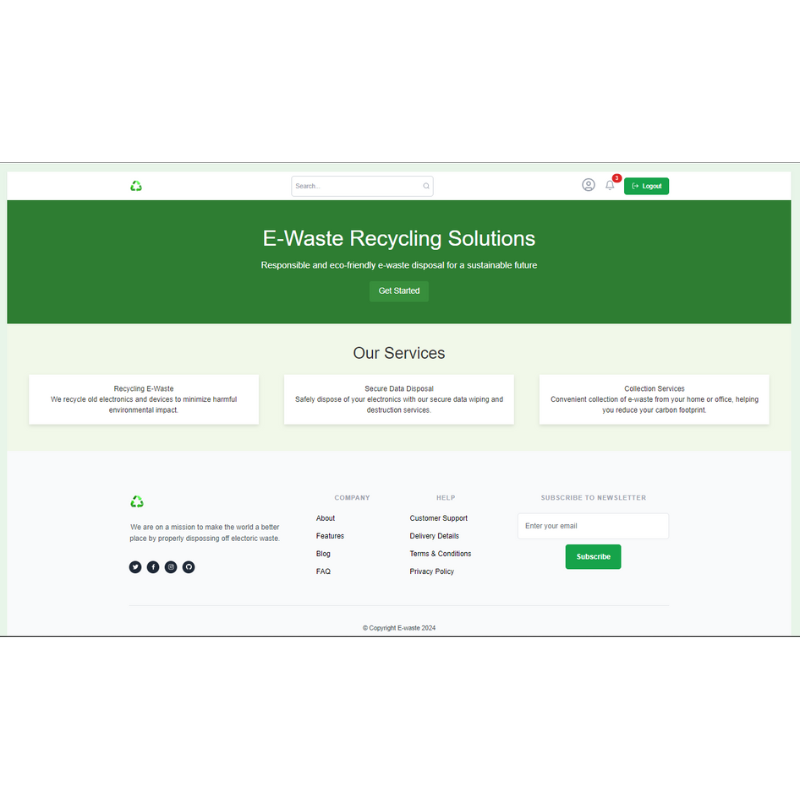 Search...
3
Logout
E-Waste Recycling Solutions
Responsible and eco-friendly e-waste disposal for a sustainable future
Get Started
Our Services
Recycling E-Waste
We recycle old electronics and devices to minimize harmful
environmental impact.
Secure Data Disposal
Safely dispose of your electronics with our secure data wiping and
destruction services.
Collection Services
Convenient collection of e-waste from your home or office, helping
you reduce your carbon footprint.
We are on a mission to make the world a better
place by properly dispossing off electoric waste.
COMPANY
About
Features
Blog
FAQ
HELP
Customer Support
Delivery Details
Terms & Conditions
Privacy Policy
SUBSCRIBE TO NEWSLETTER
Enter your email
Subscribe
© Copyright E-waste 2024